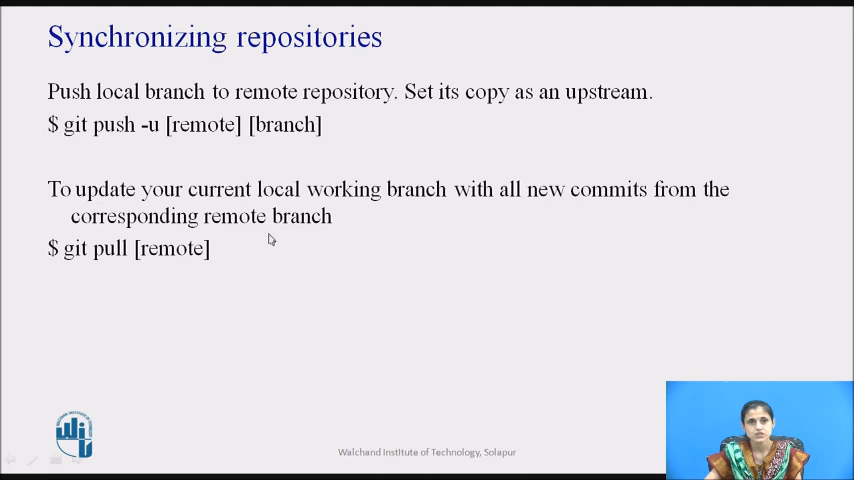 Synchronizing repositories
Push local branch to remote repository. Set its copy as an upstream.
$ git push -u [remote] [branch]
To update your current local working branch with all new commits from the
corresponding remote branch
$ git pull [remote]
Walchand Institute of Technology, Solapur